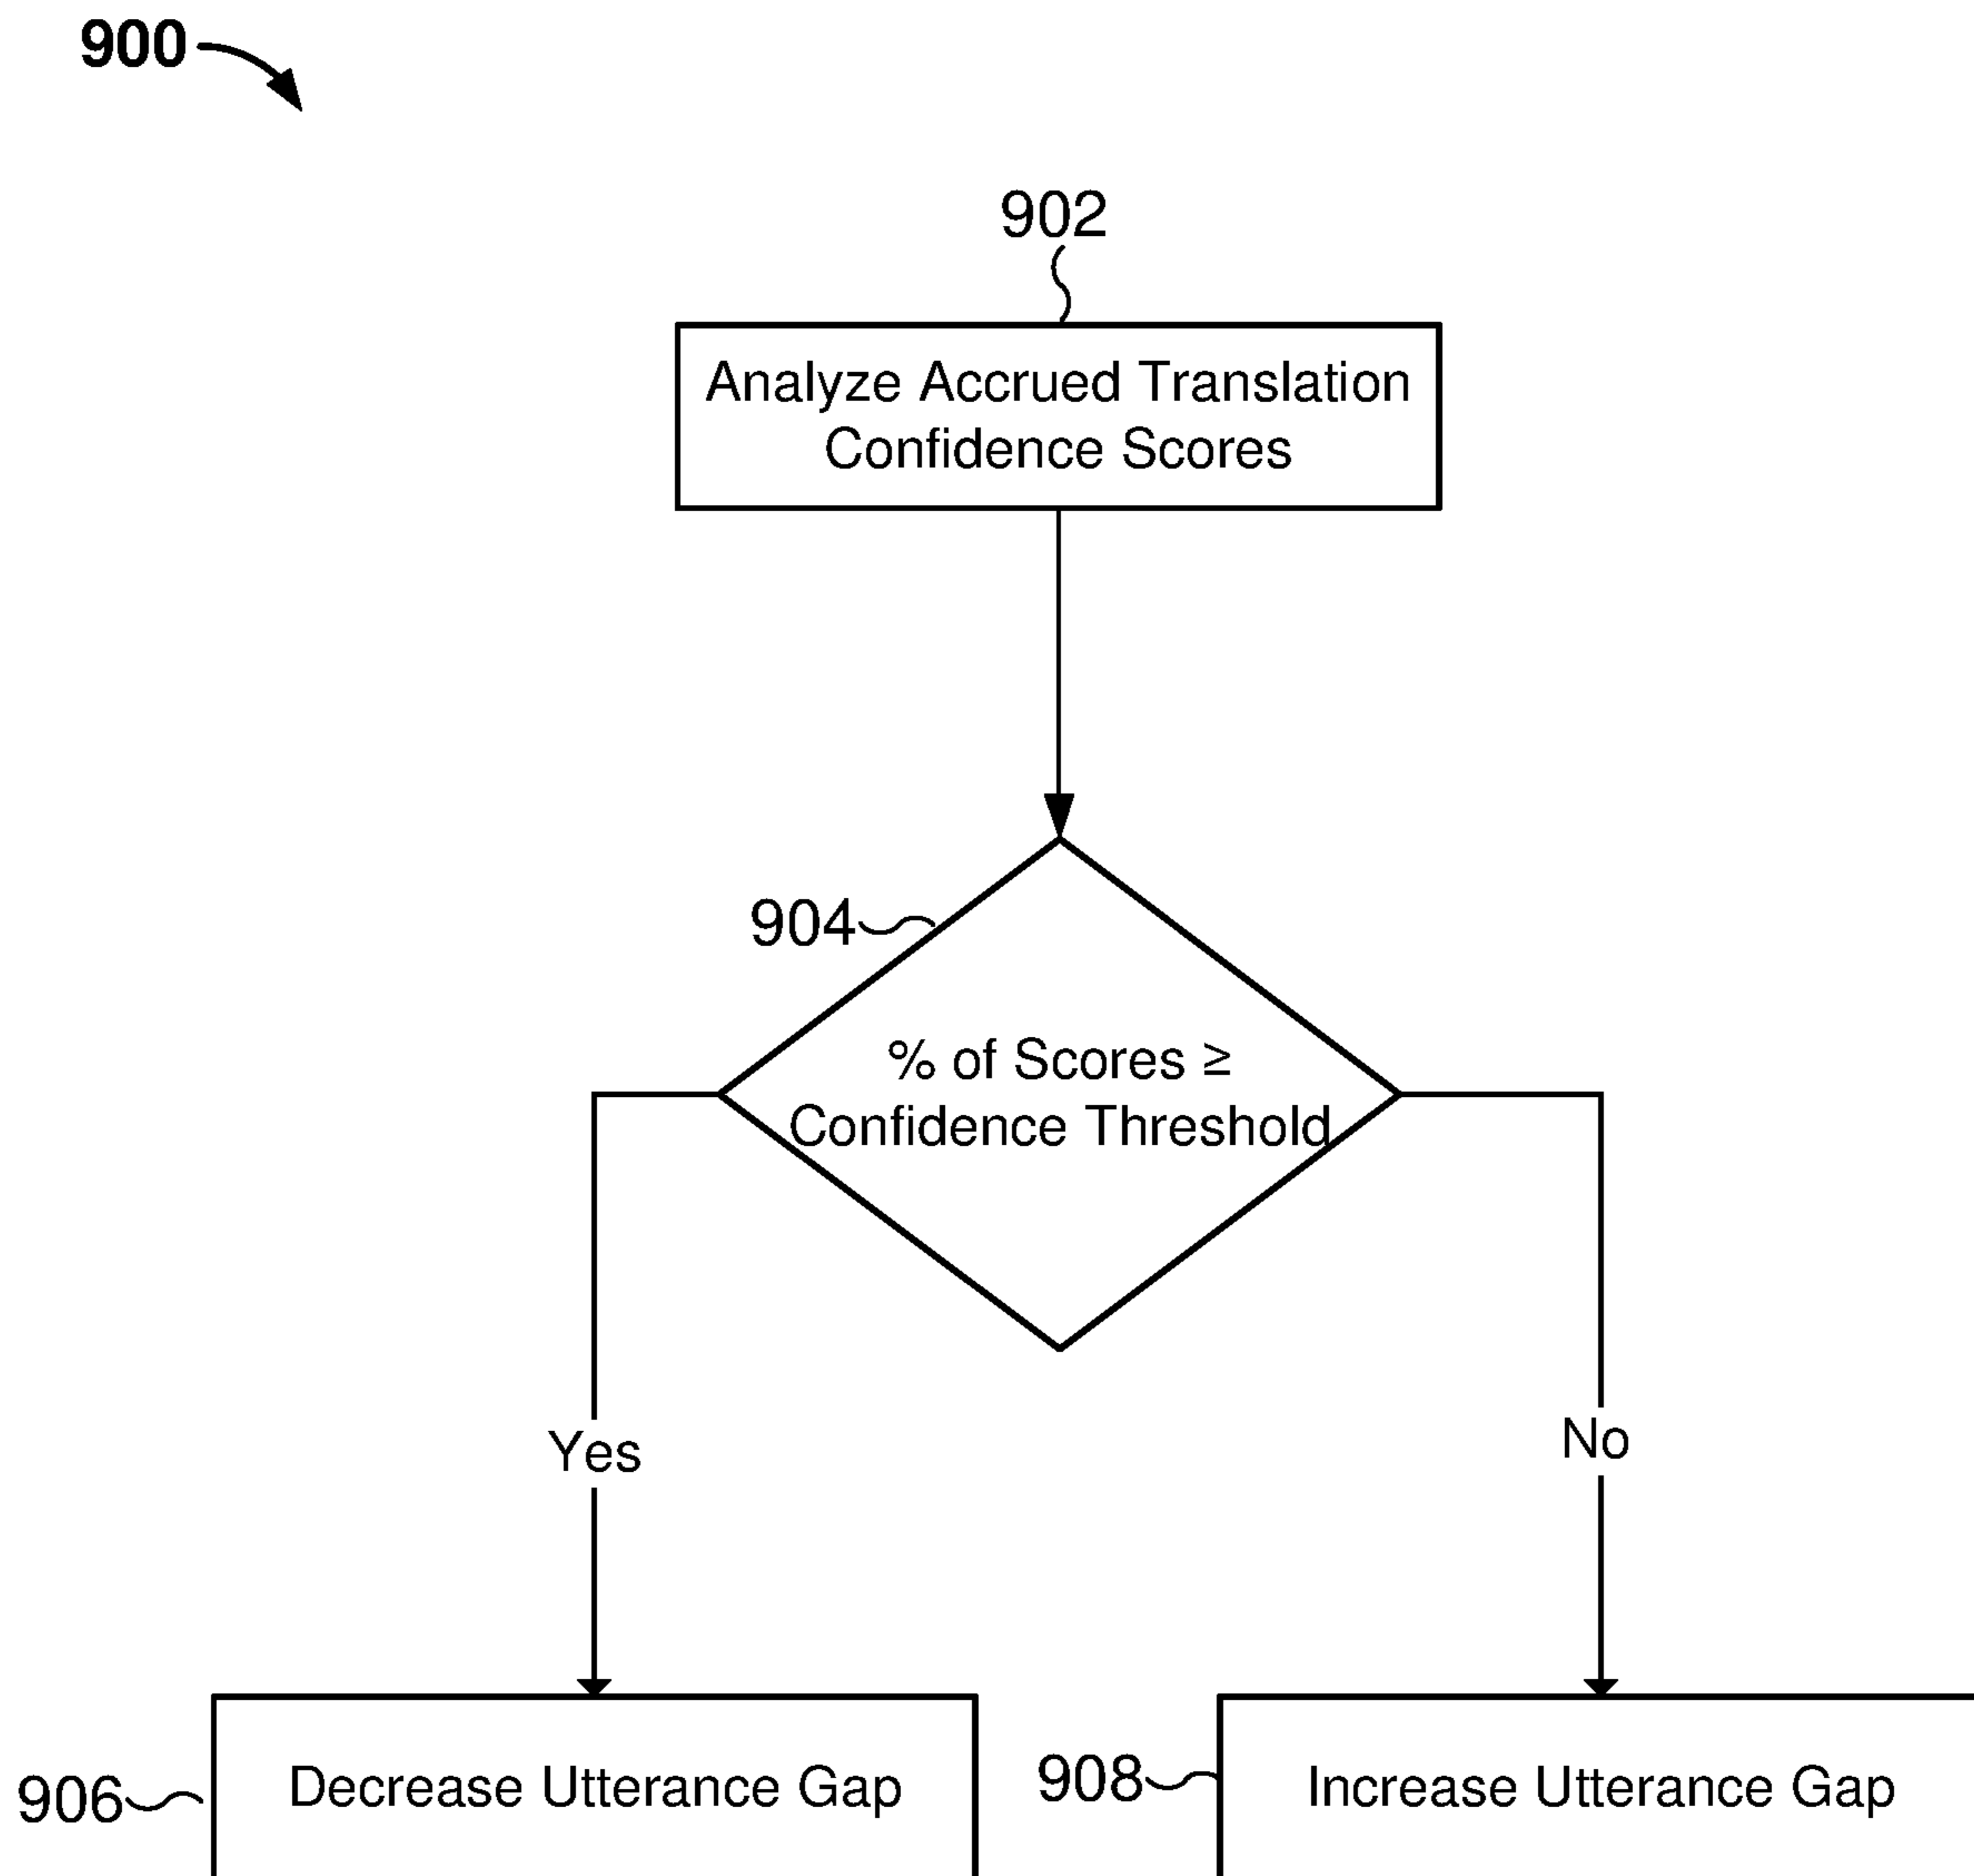 900
902
Analyze Accrued Translation
Confidence Scores
904
% of Scores ≥
Confidence Threshold
Yes
No
906
Decrease Utterance Gap
908
Increase Utterance Gap